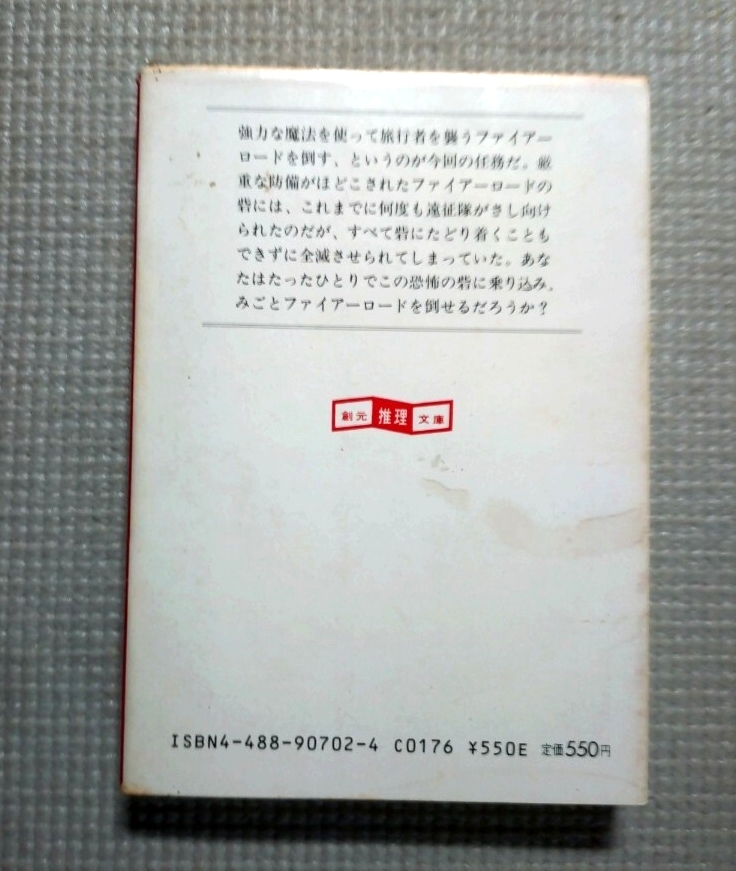 強力な魔法を使って旅行者を襲うファイアー
ロードを倒す、というのが今回の任務だ。厳
重な防備がほどこされたファイアーロードの
砦には、これまでに何度も遠征隊がさし向け
られたのだが、すべて砦にたどり着くことも
できずに全滅させられてしまっていた。あな
たはたったひとりでこの恐怖の砦に乗り込み、
みごとファイアーロードを倒せるだろうか？
創元 推理 文庫
ISBN4-488-90702-4 C0176 ¥550E 定価550円